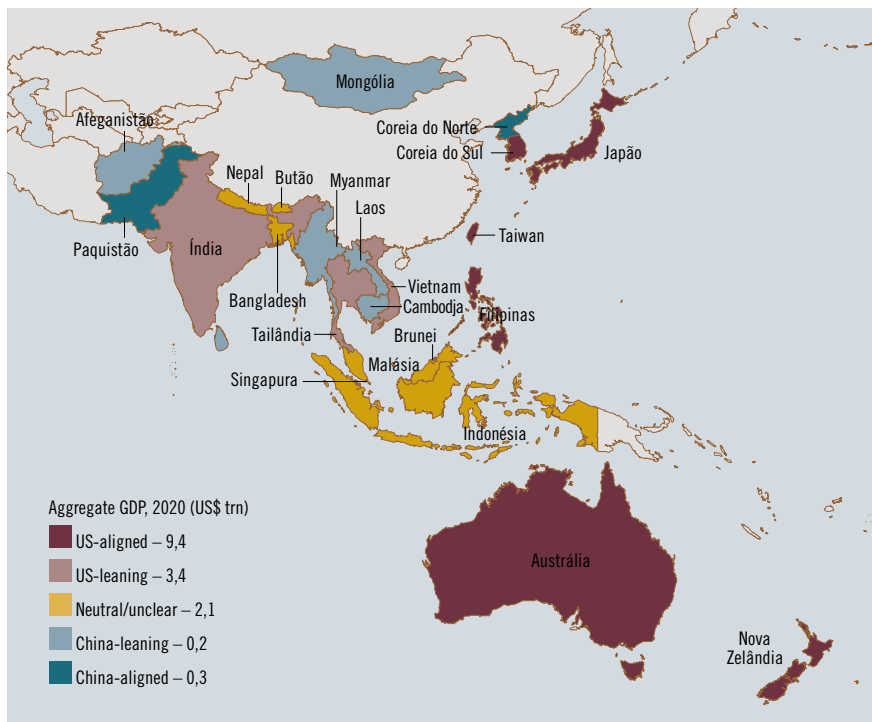 Mongólia
Afeganistão
Coreia do Norte
Coreia do Sul
Japão
Nepal
Butão
Myanmar
Laos
Taiwan
Paquistão
Índia
Vietnam
Bangladesh
Cambodja
Filipinas
Tailândia
Brunei
Malásia
Singapura
Indonésia
Aggregate GDP, 2020 (US$ trn)
US-aligned – 9,4
US-leaning – 3,4
Neutral/unclear – 2,1
China-leaning – 0,2
China-aligned – 0,3
Austrália
Nova
Zelândia